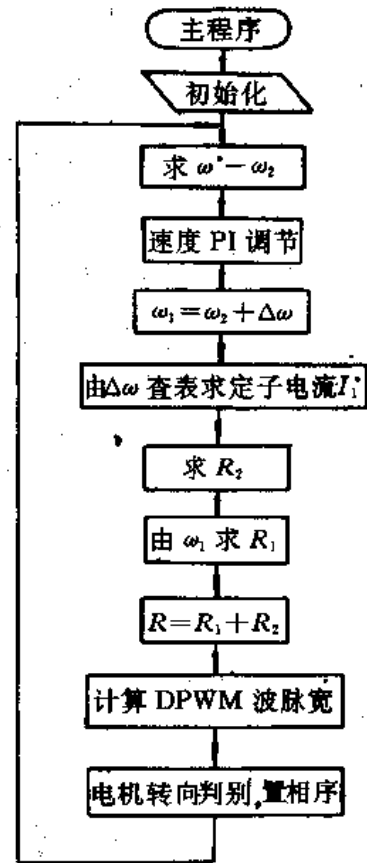 主程序
初始化
求 ω*－ω₂
速度 PI 调节
ω₁＝ω₂＋Δω
由Δω 查表求定子电流I₁*
求 R₂
由 ω₁ 求 R₁
R＝R₁＋R₂
计算 DPWM 波脉宽
电机转向判别,置相序